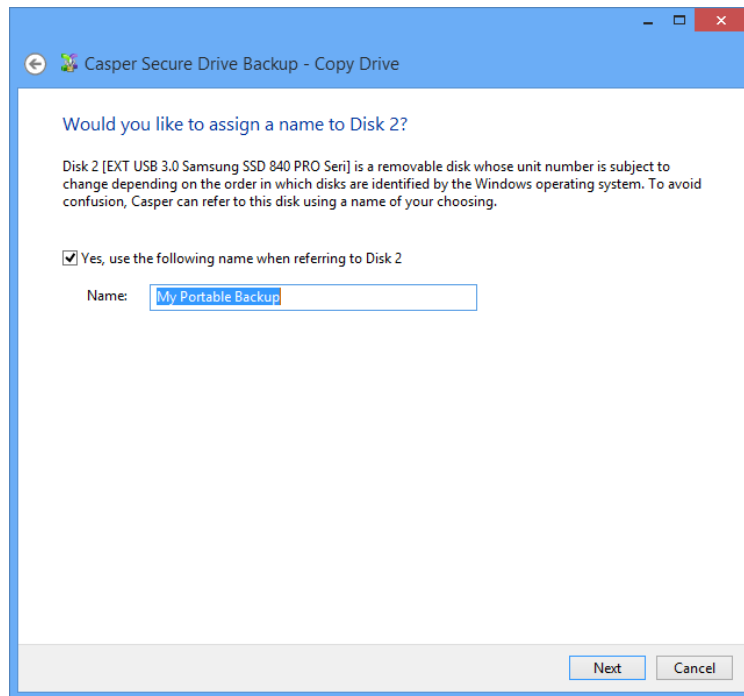 Casper Secure Drive Backup - Copy Drive
Would you like to assign a name to Disk 2?
Disk 2 [EXT USB 3.0 Samsung SSD 840 PRO Seri] is a removable disk whose unit number is subject to
change depending on the order in which disks are identified by the Windows operating system. To avoid
confusion, Casper can refer to this disk using a name of your choosing.
Yes, use the following name when referring to Disk 2
Name: My Portable Backup
Next Cancel